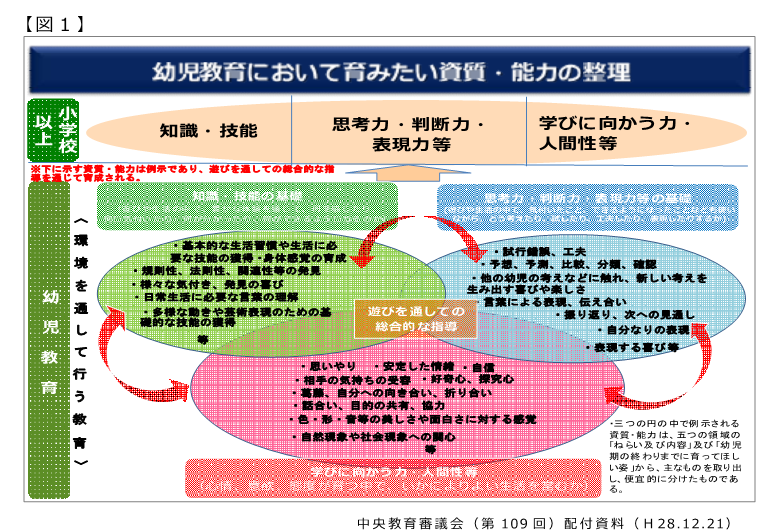 【図１】
幼児教育において育みたい資質・能力の整理
小学校
以上
知識・技能
思考力・判断力・
表現力等
学びに向かう力・
人間性等
※下に示す資質・能力は例示であり、遊びを通しての総合的な指
導を通じて育成される。
幼児教育
〈環境を通して行う教育〉
知識・技能の基礎
思考力・判断力・表現力等の基礎
・基本的な生活習慣や生活に必
要な技能の獲得・身体感覚の育成
・規則性、法則性、関連性等の発見
・様々な気付き、発見の喜び
・日常生活に必要な言葉の理解
・多様な動きや芸術表現のための基
礎的な技能の獲得
等
・試行錯誤、工夫
・予想、予測、比較、分類、確認
・他の幼児の考えなどに触れ、新しい考えを
生み出す喜びや楽しさ
・言葉による表現、伝え合い
・振り返り、次への見通し
・自分なりの表現
・表現する喜び等
遊びを通しての
総合的な指導
・思いやり ・安定した情緒 ・自信
・相手の気持ちの受容 ・好奇心、探究心
・葛藤、自分への向き合い、折り合い
・話合い、目的の共有、協力
・色・形・音等の美しさや面白さに対する感覚
・自然現象や社会現象への関心
等
学びに向かう力・人間性等
・三つの円の中で例示される
資質・能力は、五つの領域の
「ねらい及び内容」及び「幼児
期の終わりまでに育ってほし
い姿」から、主なものを取り出
し、便宜的に分けたものであ
る。
中央教育審議会（第 109 回）配付資料（Ｈ28.12.21）